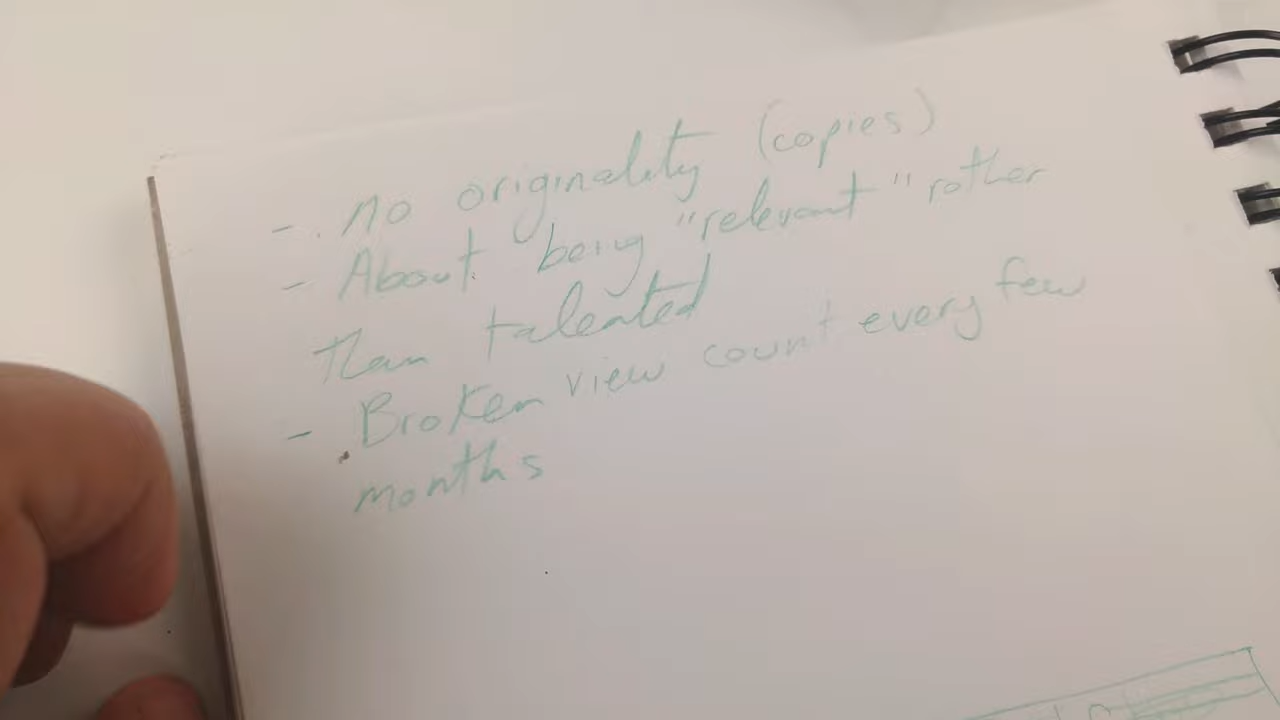 - no originality (copies)
- About being "relevant" rather
than talented
- Broken view count every few
months